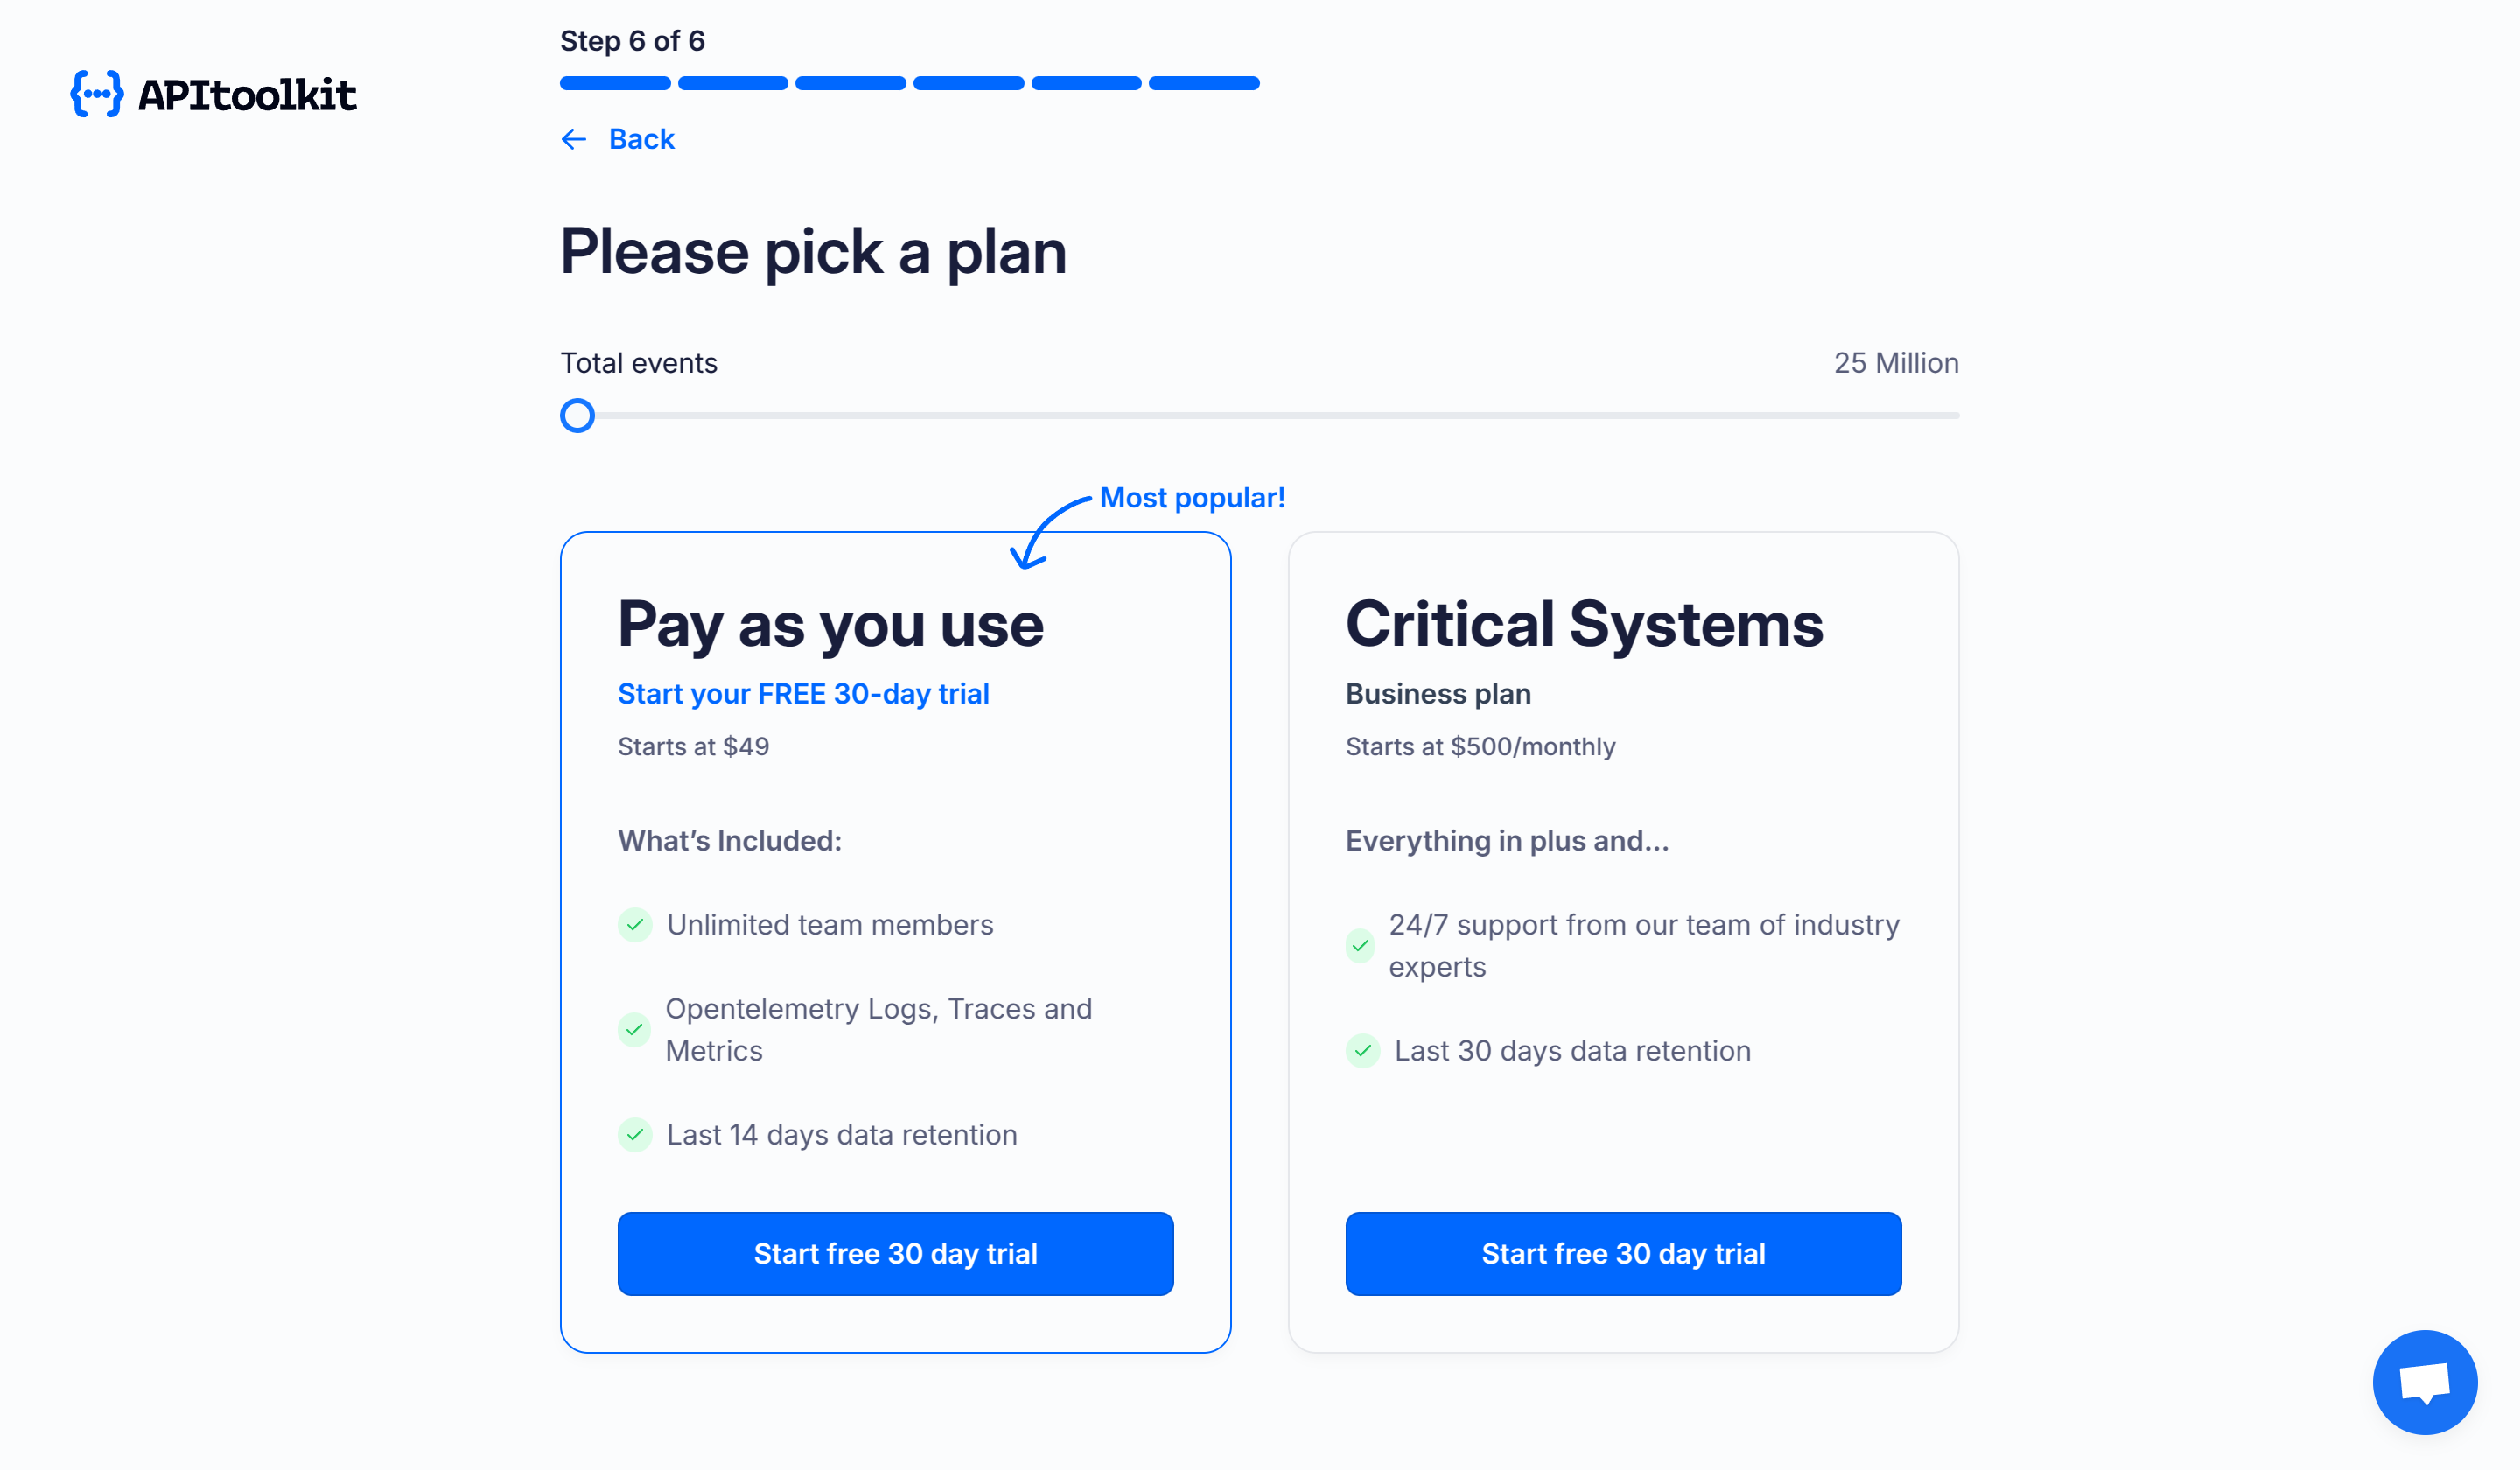 Step 6 of 6
APItoolkit
Back
Please pick a plan
Total events
25 Million
Most popular!
Pay as you use
Start your FREE 30-day trial
Starts at $49
What’s Included:
Unlimited team members
Opentelemetry Logs, Traces and
Metrics
Last 14 days data retention
Start free 30 day trial
Critical Systems
Business plan
Starts at $500/monthly
Everything in plus and...
24/7 support from our team of industry
experts
Last 30 days data retention
Start free 30 day trial